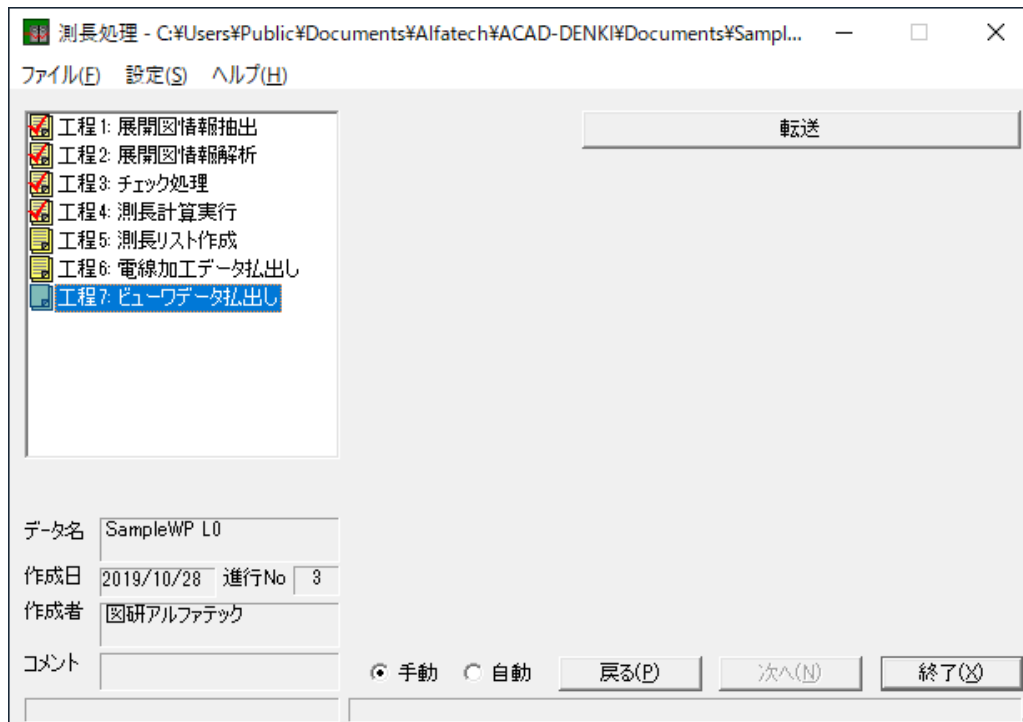 測長処理 - C:¥Users¥Public¥Documents¥Alfatech¥ACAD-DENKI¥Documents¥Sampl...
ファイル(F) 設定(S) ヘルプ(H)
工程1: 展開図情報抽出
工程2: 展開図情報解析
工程3: チェック処理
工程4: 測長計算実行
工程5: 測長リスト作成
工程6: 電線加工データ払出し
工程7: ビューワデータ払出し
転送
データ名 SampleWP L0
作成日 2019/10/28 進行No 3
作成者 図研アルファテック
コメント
手動 自動 戻る(P) 次へ(N) 終了(X)